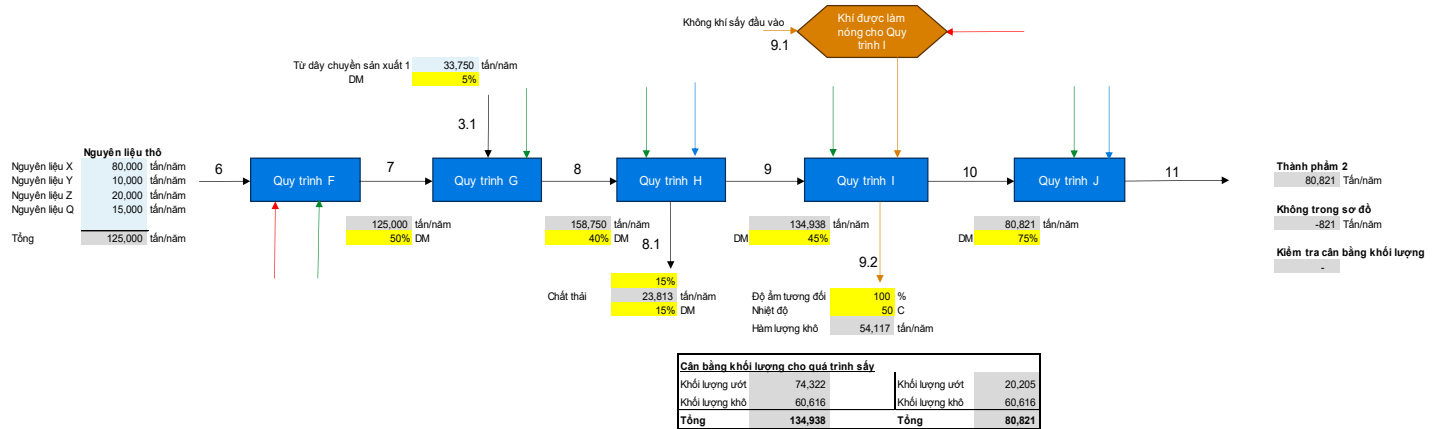 Không khí sấy đầu vào
9.1
Khí được làm
nóng cho Quy
trình I
Từ dây chuyền sản xuất 1 33,750 tấn/năm
DM 5%
3.1
Nguyên liệu thô
Nguyên liệu X 80,000 tấn/năm
Nguyên liệu Y 10,000 tấn/năm
Nguyên liệu Z 20,000 tấn/năm
Nguyên liệu Q 15,000 tấn/năm
Tổng 125,000 tấn/năm
6
Quy trình F
7
Quy trình G
8
Quy trình H
9
Quy trình I
10
Quy trình J
11
125,000 tấn/năm
50% DM
158,750 tấn/năm
40% DM
134,938 tấn/năm
DM 45%
80,821 tấn/năm
DM 75%
Thành phẩm 2
80,821 Tấn/năm
Không trong sơ đồ
-821 Tấn/năm
Kiểm tra cân bằng khối lượng
-
8.1
15%
Chất thải 23,813 tấn/năm
15% DM
9.2
Độ ẩm tương đối 100 %
Nhiệt độ 50 C
Hàm lượng khô 54,117 tấn/năm
Cân bằng khối lượng cho quá trình sấy
Khối lượng ướt 74,322 Khối lượng ướt 20,205
Khối lượng khô 60,616 Khối lượng khô 60,616
Tổng 134,938 Tổng 80,821